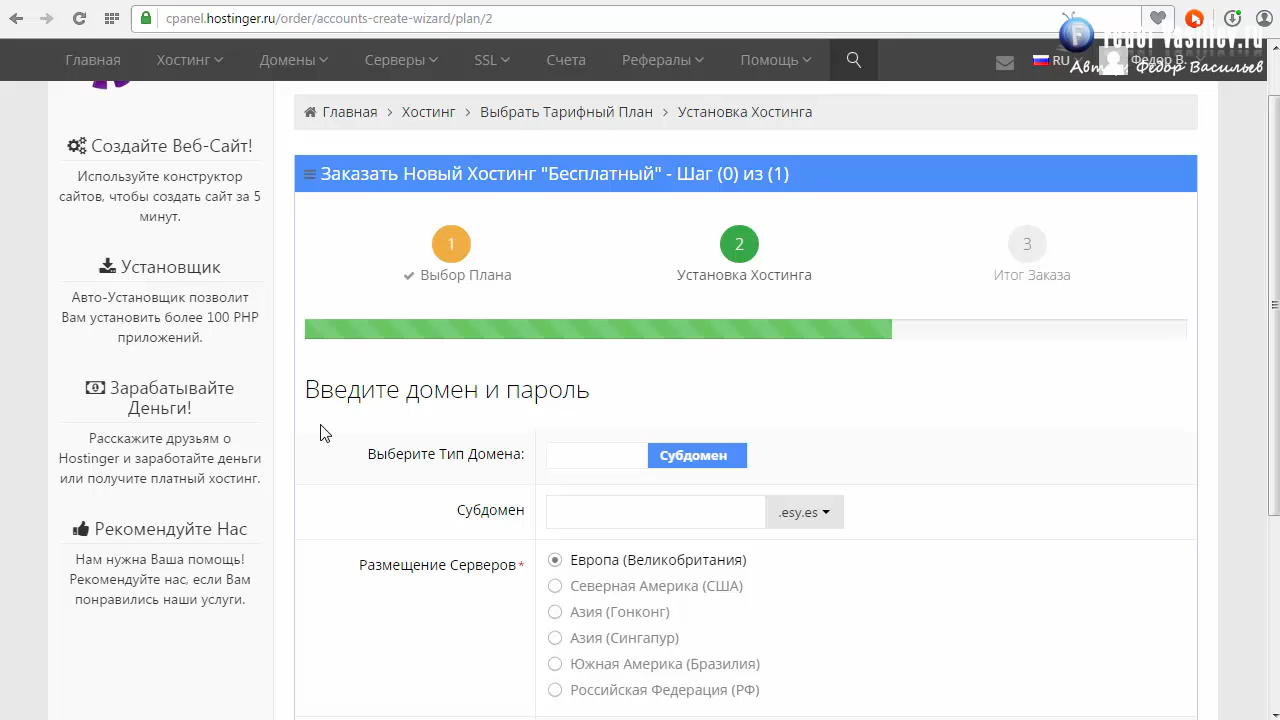 cpanel.hostinger.ru/order/accounts-create-wizard/plan/2
Fedor Vasiliev.ru
Автор Федор Васильев
Главная Хостинг Домены Серверы SSL Счета Рефералы Помощь RU Федор В.
Главная > Хостинг > Выбрать Тарифный План > Установка Хостинга
Создайте Веб-Сайт!
Используйте конструктор
сайтов, чтобы создать сайт за 5
минут.
Установщик
Авто-Установщик позволит
Вам установить более 100 PHP
приложений.
Зарабатывайте
Деньги!
Расскажите друзьям о
Hostinger и заработайте деньги
или получите платный хостинг.
Рекомендуйте Нас
Нам нужна Ваша помощь!
Рекомендуйте нас, если Вам
понравились наши услуги.
Заказать Новый Хостинг "Бесплатный" - Шаг (0) из (1)
1 2 3
Выбор Плана Установка Хостинга Итог Заказа
Введите домен и пароль
Выберите Тип Домена: Субдомен
Субдомен .esy.es
Размещение Серверов* Европа (Великобритания)
Северная Америка (США)
Азия (Гонконг)
Азия (Сингапур)
Южная Америка (Бразилия)
Российская Федерация (РФ)